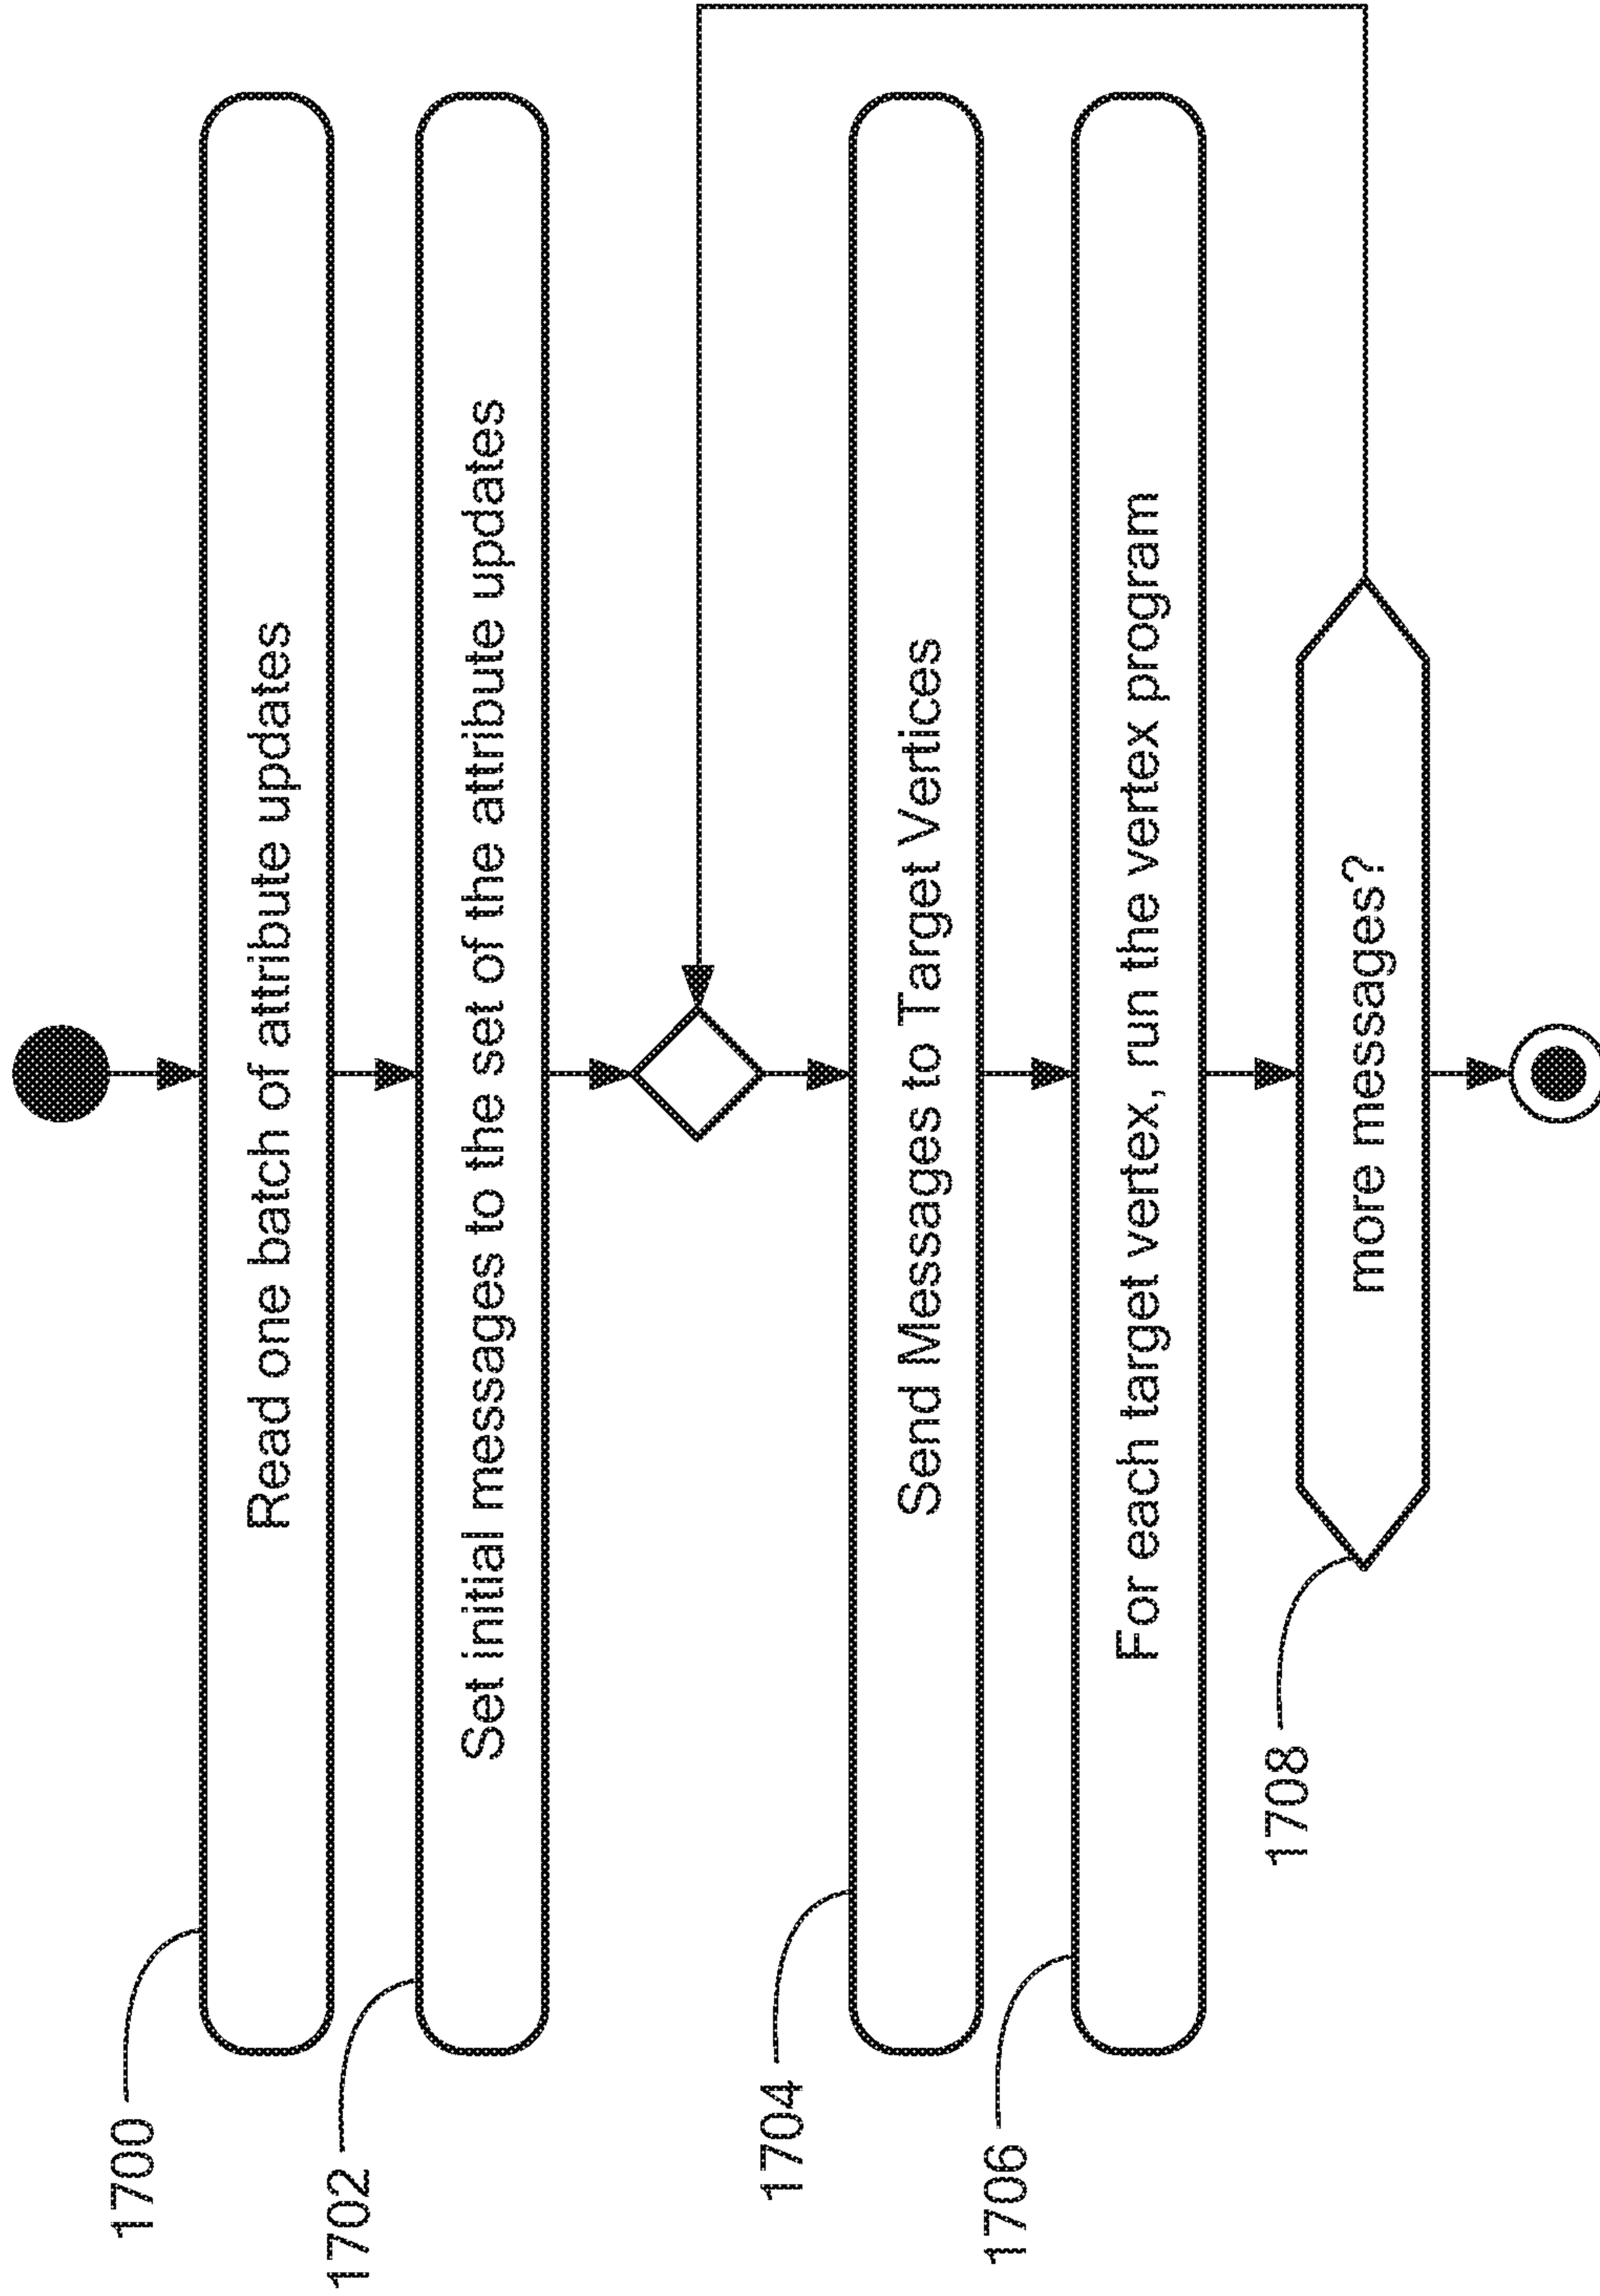 1700
Read one batch of attribute updates
1702
Set initial messages to the set of the attribute updates
1704
Send Messages to Target Vertices
1706
For each target vertex, run the vertex program
1708
more messages?